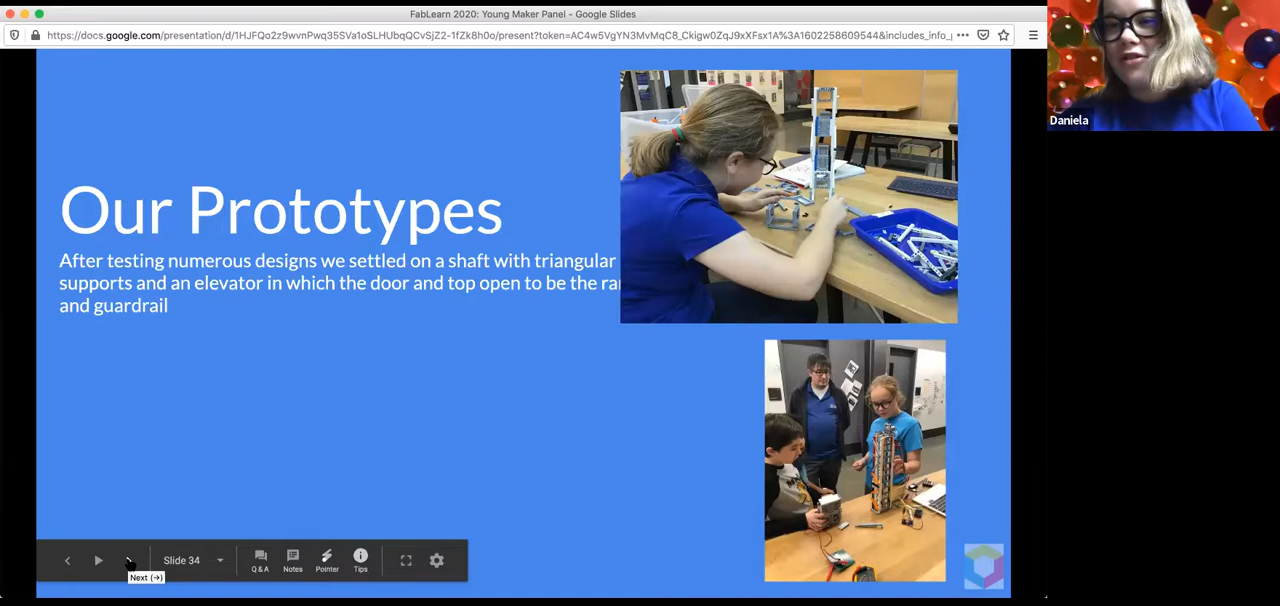 FabLearn 2020: Young Maker Panel - Google Slides
https://docs.google.com/presentation/d/1HJFQo2z9wvnPwq35SVa1oSLHUbqQCvSjZ2-1fZk8h0o/present?token=AC4w5VgYN3MvMqC8_Ckigw0ZqJ9xXFsx1A%3A1602258609544&includes_info_
Daniela
Our Prototypes
After testing numerous designs we settled on a shaft with triangular
supports and an elevator in which the door and top open to be the
and guardrail
Slide 34
Q & A
Notes
Pointer
Tips
Next (→)